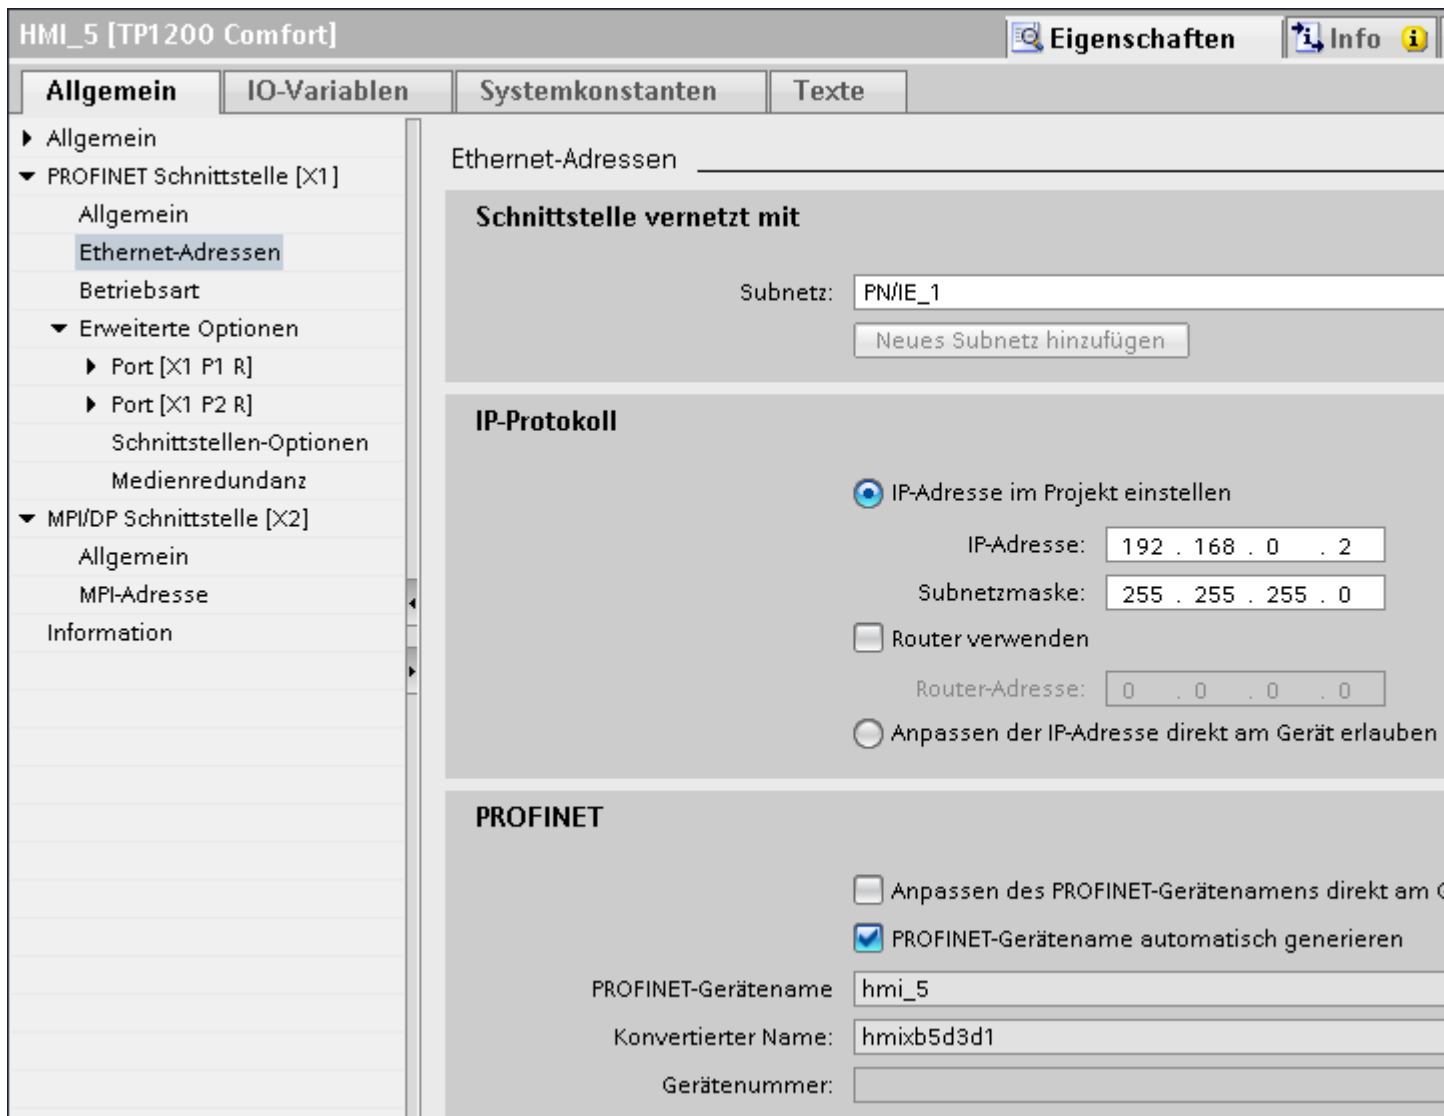 HMI_5 [TP1200 Comfort]
Eigenschaften
Info
Allgemein
IO-Variablen
Systemkonstanten
Texte
Allgemein
PROFINET Schnittstelle [X1]
Allgemein
Ethernet-Adressen
Betriebsart
Erweiterte Optionen
Port [X1 P1 R]
Port [X1 P2 R]
Schnittstellen-Optionen
Medienredundanz
MPI/DP Schnittstelle [X2]
Allgemein
MPI-Adresse
Information
Ethernet-Adressen
Schnittstelle vernetzt mit
Subnetz: PN/IE_1
Neues Subnetz hinzufügen
IP-Protokoll
IP-Adresse im Projekt einstellen
IP-Adresse: 192 . 168 . 0 . 2
Subnetzmaske: 255 . 255 . 255 . 0
Router verwenden
Router-Adresse: 0 . 0 . 0 . 0
Anpassen der IP-Adresse direkt am Gerät erlauben
PROFINET
Anpassen des PROFINET-Gerätenamens direkt am
PROFINET-Gerätename automatisch generieren
PROFINET-Gerätename hmi_5
Konvertierter Name: hmixb5d3d1
Gerätenummer: